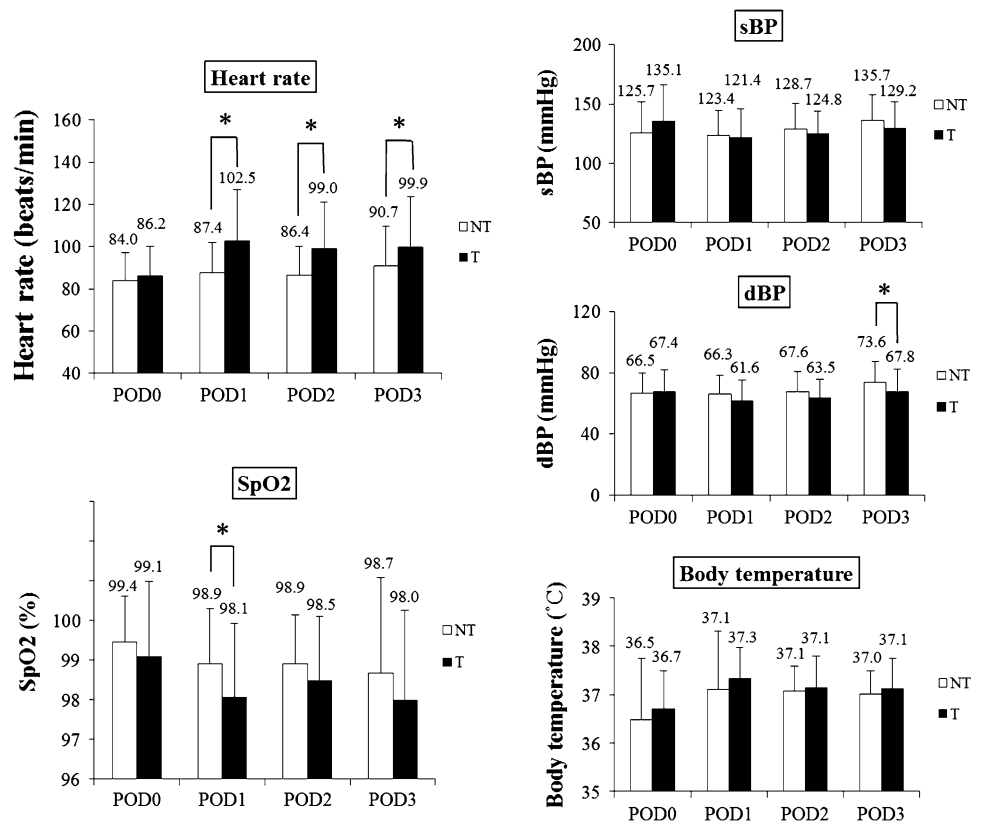 Heart rate
Heart rate (beats/min)
160
140
120
100
80
60
40
* * *
84.0 86.2 87.4 102.5 86.4 99.0 90.7 99.9
POD0 POD1 POD2 POD3
NT
T
sBP
sBP (mmHg)
200
150
100
50
125.7 135.1 123.4 121.4 128.7 124.8 135.7 129.2
POD0 POD1 POD2 POD3
NT
T
dBP
dBP (mmHg)
120
80
40
0
*
66.5 67.4 66.3 61.6 67.6 63.5 73.6 67.8
POD0 POD1 POD2 POD3
NT
T
SpO2
SpO2 (%)
100
99
98
97
96
*
99.4 99.1 98.9 98.1 98.9 98.5 98.7 98.0
POD0 POD1 POD2 POD3
NT
T
Body temperature
Body temperature (˚C)
39
38
37
36
35
36.5 36.7 37.1 37.3 37.1 37.1 37.0 37.1
POD0 POD1 POD2 POD3
NT
T